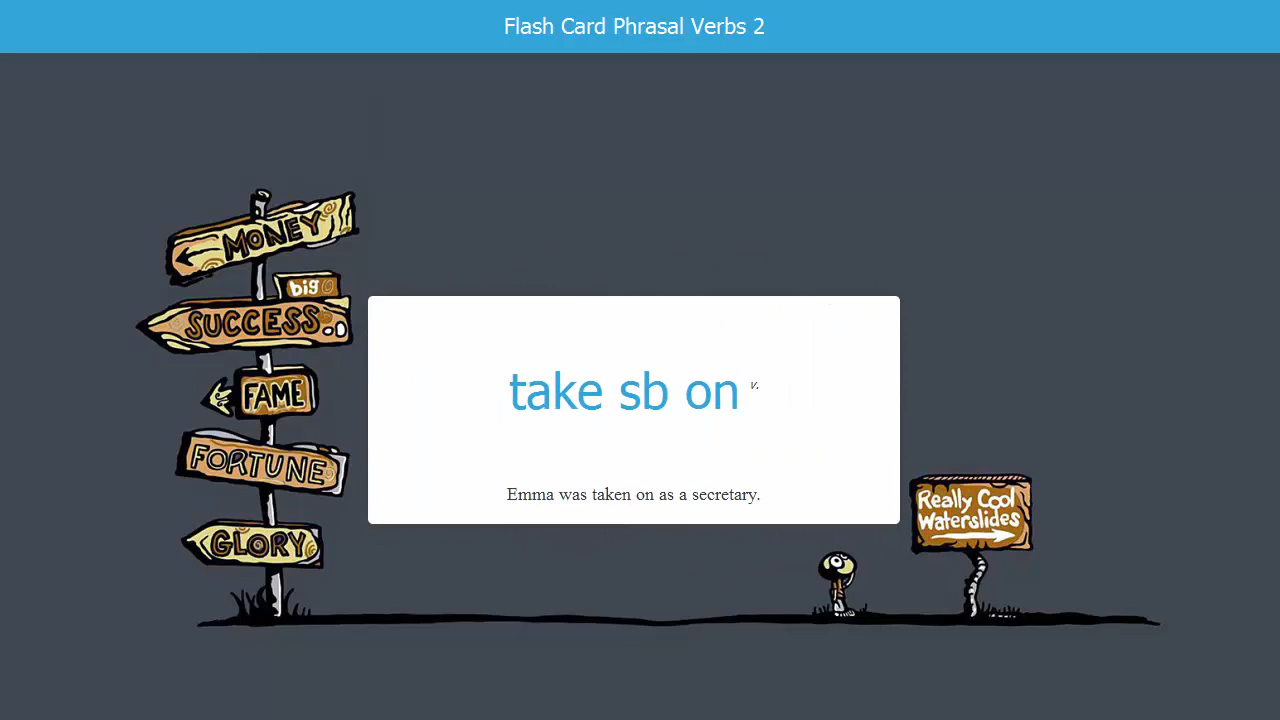 Flash Card Phrasal Verbs 2
MONEY
big
SUCCESS
FAME
FORTUNE
GLORY
take sb on v.
Emma was taken on as a secretary.
Really Cool
Waterslides